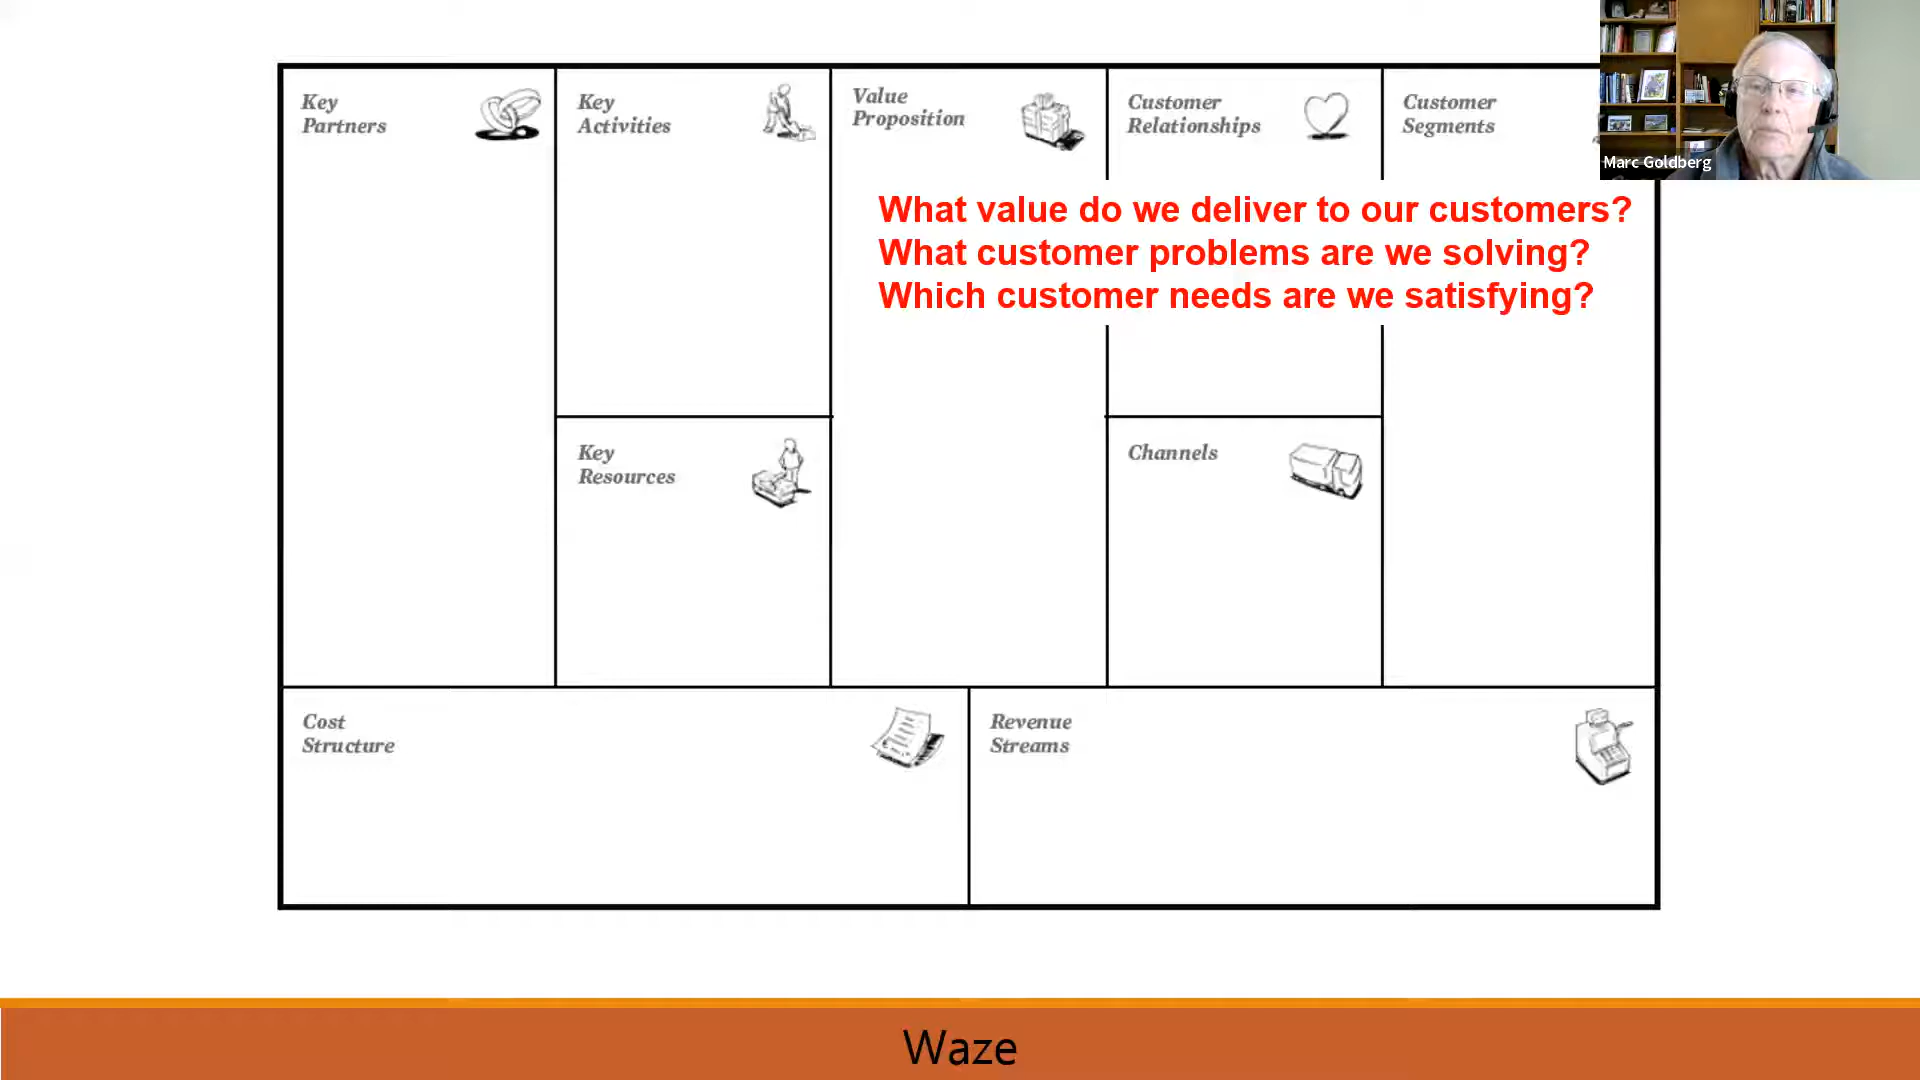 Key
Partners
Key
Activities
Value
Proposition
Customer
Relationships
Customer
Segments
Marc Goldberg
What value do we deliver to our customers?
What customer problems are we solving?
Which customer needs are we satisfying?
Key
Resources
Channels
Cost
Structure
Revenue
Streams
Waze